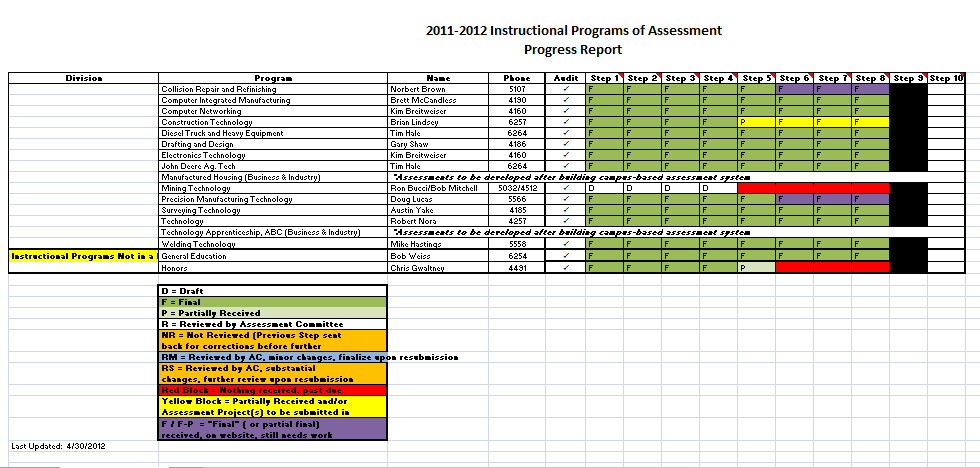 2011-2012 Instructional Programs of Assessment
Progress Report
Division Program Name Phone Audit Step 1 Step 2 Step 3 Step 4 Step 5 Step 6 Step 7 Step 8 Step 9 Step 10
Collision Repair and Refinishing Norbert Brown 5107 ✓ F F F F F F F F
Computer Integrated Manufacturing Brett McCandless 4190 ✓ F F F F F F F F
Computer Networking Kim Breitweiser 4160 ✓ F F F F F F F F
Construction Technology Brian Lindsey 6257 ✓ F F F F P F F F
Diesel Truck and Heavy Equipment Tim Hale 6264 ✓ F F F F F F F F
Drafting and Design Gary Shaw 4186 ✓ F F F F F F F F
Electronics Technology Kim Breitweiser 4160 ✓ F F F F F F F F
John Deere Ag. Tech Tim Hale 6264 ✓ F F F F F F F F
Manufactured Housing (Business & Industry) *Assessments to be developed after building campus-based assessment system
Mining Technology Ron Bucci/Bob Mitchell 5032/4512 ✓ D D D D
Precision Manufacturing Technology Doug Lucas 5566 ✓ F F F F F F F F
Surveying Technology Austin Yake 4185 ✓ F F F F F F F F
Technology Robert Nora 4257 ✓ F F F F F F F F
Technology Apprenticeship, ABC (Business & Industry) *Assessments to be developed after building campus-based assessment system
Welding Technology Mike Hastings 5558 ✓ F F F F F F F F
Instructional Programs Not in a General Education Bob Weiss 6254 ✓ F F F F F F F F
Honors Chris Gwaltney 4491 ✓ F F F F P
D = Draft
F = Final
P = Partially Received
R = Reviewed by Assessment Committee
NR = Not Reviewed (Previous Step sent
back for corrections before further
RM = Reviewed by AC, minor changes, finalize upon resubmission
RS = Reviewed by AC, substantial
changes, further review upon resubmission
Red Block = Nothing received, past due
Yellow Block = Partially Received and/or
Assessment Project(s) to be submitted in
F / F-P = "Final" ( or partial final)
received, on website, still needs work
Last Updated: 4/30/2012